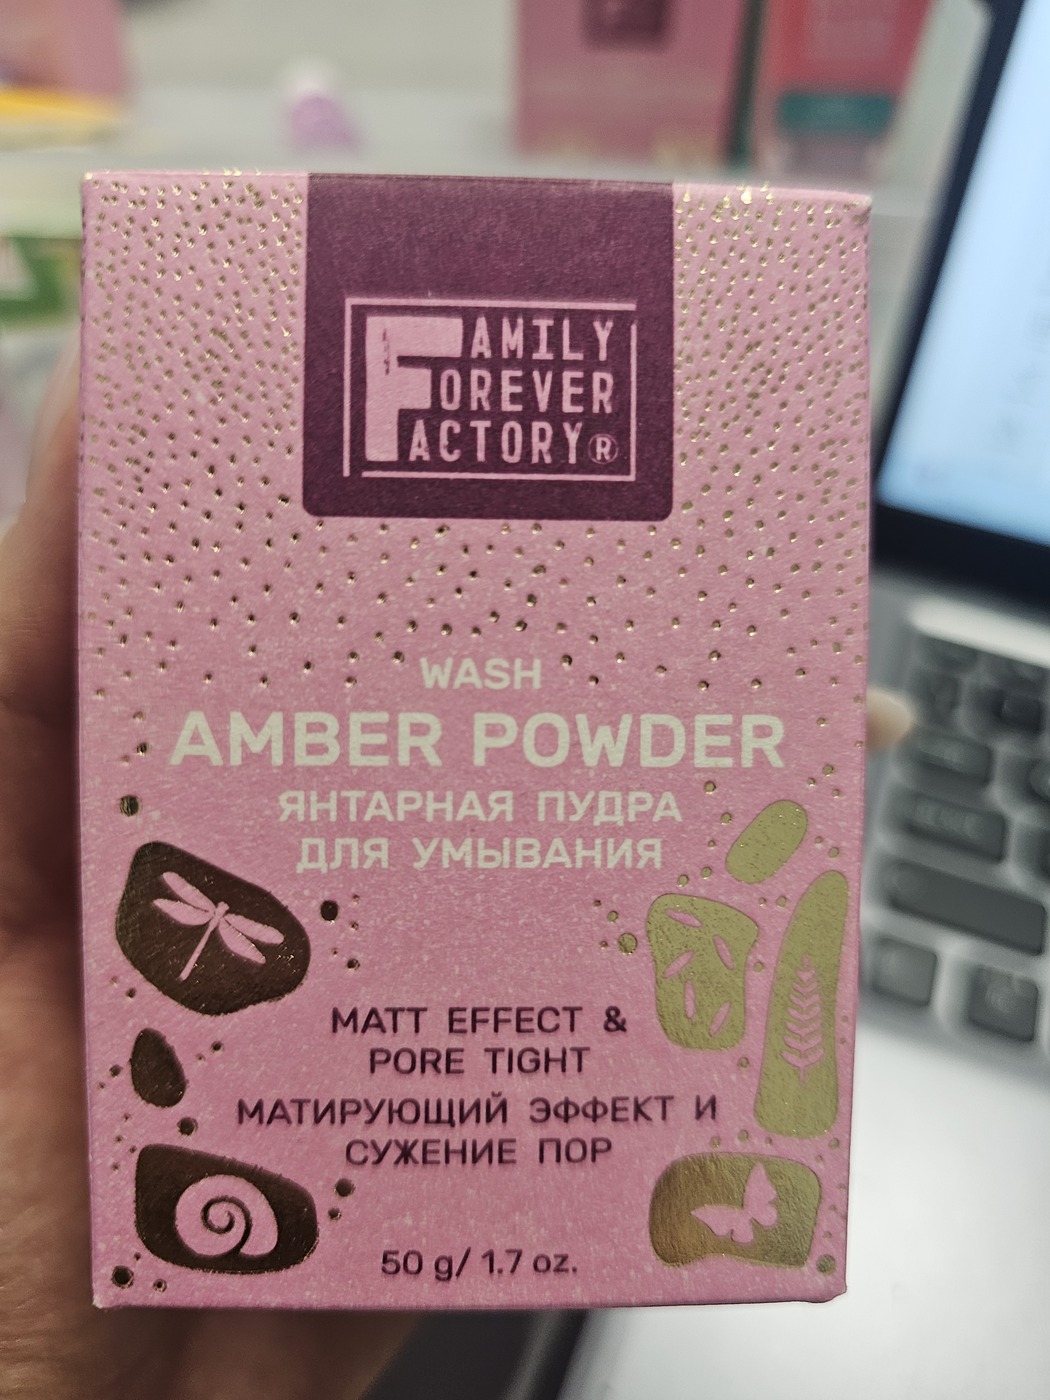 FAMILY
FOREVER
FACTORY®
WASH
AMBER POWDER
ЯНТАРНАЯ ПУДРА
ДЛЯ УМЫВАНИЯ
MATT EFFECT &
PORE TIGHT
МАТИРУЮЩИЙ ЭФФЕКТ И
СУЖЕНИЕ ПОР
50 g/ 1.7 oz.